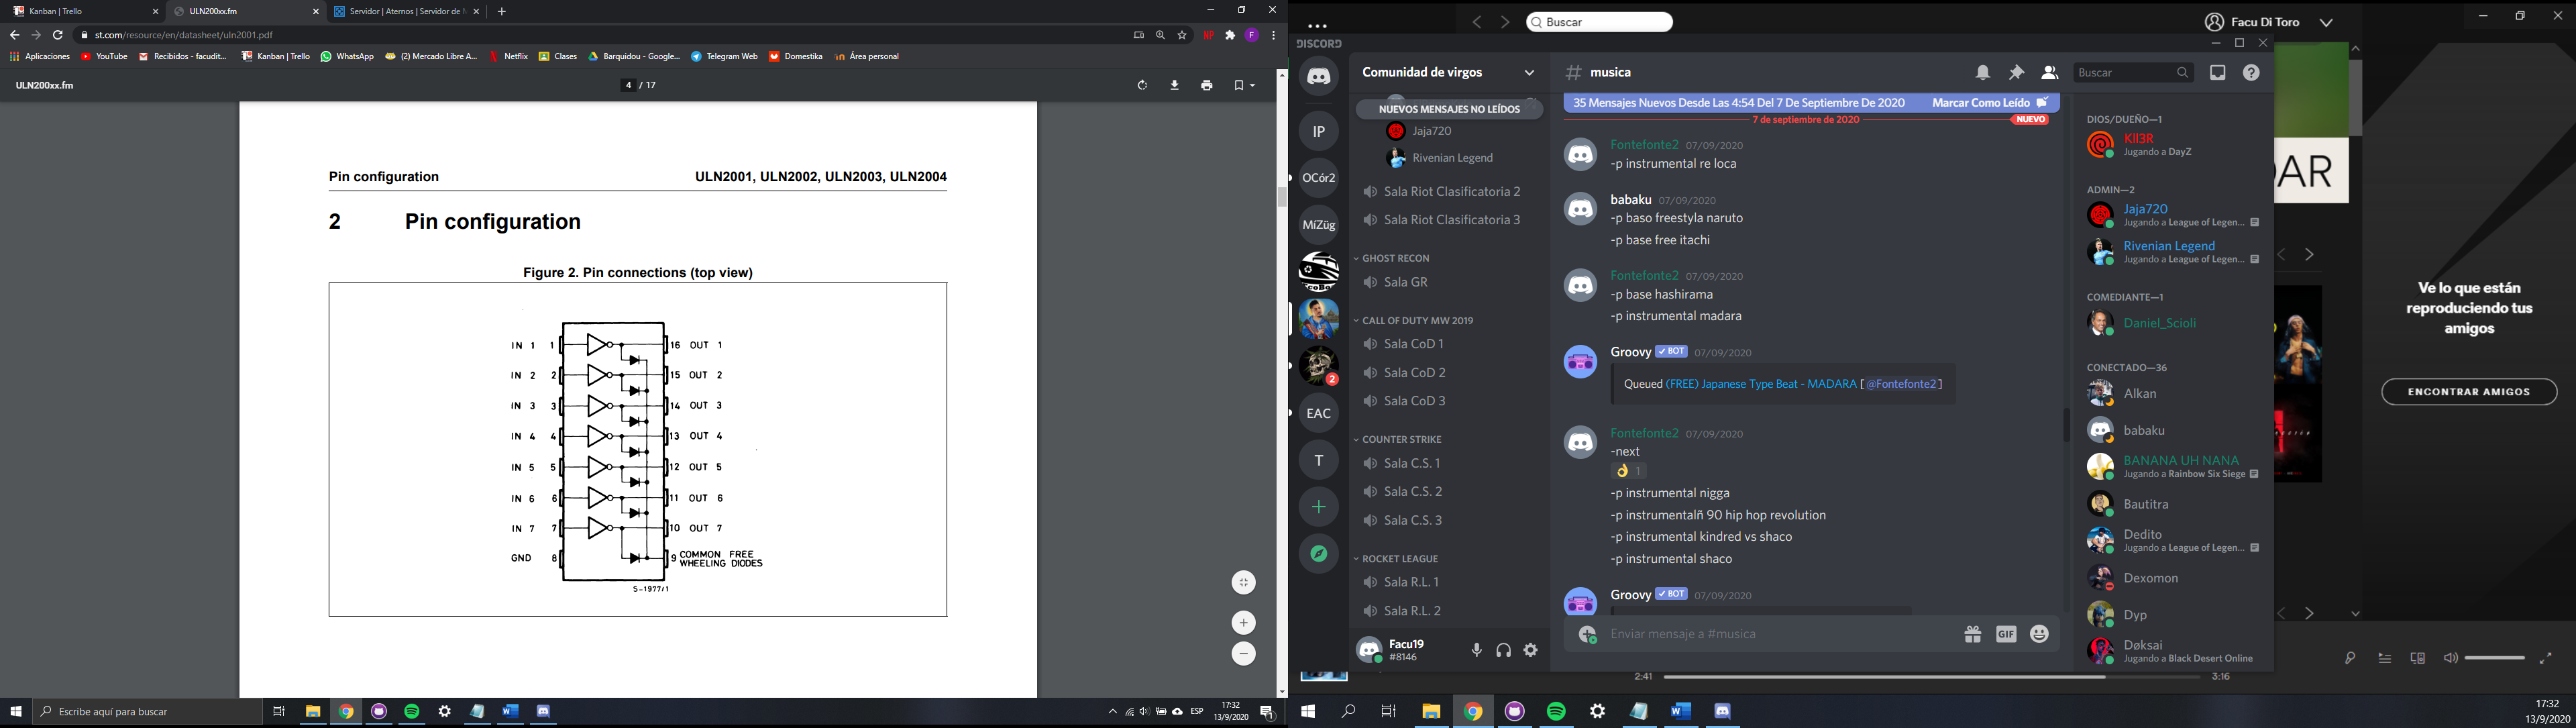 Kanban | Trello
ULN200xx.fm
Servidor | Aternos | Servidor de M
st.com/resource/en/datasheet/uln2001.pdf
Aplicaciones
YouTube
Recibidos - facudit...
Kanban | Trello
WhatsApp
(2) Mercado Libre A...
Netflix
Clases
Barquidou - Google...
Telegram Web
Domestika
Área personal
ULN200xx.fm
4 / 17
Pin configuration
ULN2001, ULN2002, ULN2003, ULN2004
2 Pin configuration
Figure 2. Pin connections (top view)
IN 1 1 16 OUT 1
IN 2 2 15 OUT 2
IN 3 3 14 OUT 3
IN 4 4 13 OUT 4
IN 5 5 12 OUT 5
IN 6 6 11 OUT 6
IN 7 7 10 OUT 7
GND 8 9 COMMON FREE
WHEELING DIODES
S-1977/1
Escribe aquí para buscar
ESP
17:32
13/9/2020
Buscar
Facu Di Toro
DISCORD
IP
OCór2
MíZüg
2
EAC
T
Comunidad de virgos
NUEVOS MENSAJES NO LEÍDOS
Jaja720
Rivenian Legend
Sala Riot Clasificatoria 2
Sala Riot Clasificatoria 3
GHOST RECON
Sala GR
CALL OF DUTY MW 2019
Sala CoD 1
Sala CoD 2
Sala CoD 3
COUNTER STRIKE
Sala C.S. 1
Sala C.S. 2
Sala C.S. 3
ROCKET LEAGUE
Sala R.L. 1
Sala R.L. 2
Facu19
#8146
# musica
Buscar
35 Mensajes Nuevos Desde Las 4:54 Del 7 De Septiembre De 2020
Marcar Como Leído
7 de septiembre de 2020
NUEVO
Fontefonte2 07/09/2020
-p instrumental re loca
babaku 07/09/2020
-p baso freestyla naruto
-p base free itachi
Fontefonte2 07/09/2020
-p base hashirama
-p instrumental madara
Groovy BOT 07/09/2020
Queued (FREE) Japanese Type Beat - MADARA [ @Fontefonte2 ]
Fontefonte2 07/09/2020
-next
1
-p instrumental nigga
-p instrumentalñ 90 hip hop revolution
-p instrumental kindred vs shaco
-p instrumental shaco
Groovy BOT 07/09/2020
Enviar mensaje a #musica
GIF
DIOS/DUEÑO—1
Kll3R
Jugando a DayZ
ADMIN—2
Jaja720
Jugando a League of Legen...
Rivenian Legend
Jugando a League of Legen...
COMEDIANTE—1
Daniel_Scioli
CONECTADO—36
Alkan
babaku
BANANA UH NANA
Jugando a Rainbow Six Siege
Bautitra
Dedito
Jugando a League of Legen...
Dexomon
Dyp
Døksai
Jugando a Black Desert Online
AR
Ve lo que están
reproduciendo tus
amigos
ENCONTRAR AMIGOS
2:41
3:16
17:32
13/9/2020